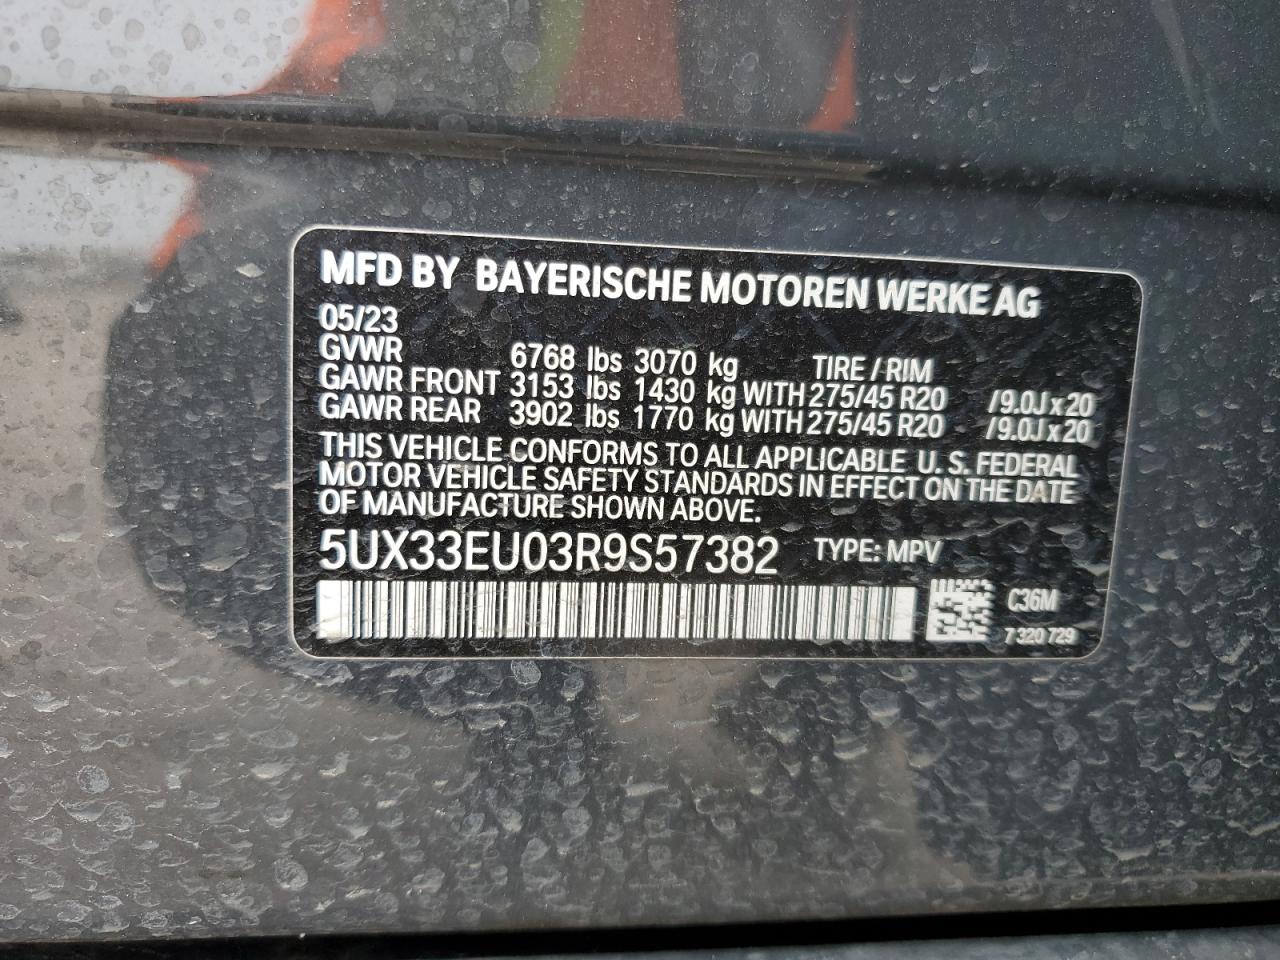 MFD BY BAYERISCHE MOTOREN WERKE AG
05/23
GVWR 6768 lbs 3070 kg TIRE / RIM
GAWR FRONT 3153 lbs 1430 kg WITH 275/45 R20 /9.0J x 20
GAWR REAR 3902 lbs 1770 kg WITH 275/45 R20 /9.0J x 20
THIS VEHICLE CONFORMS TO ALL APPLICABLE U.S. FEDERAL
MOTOR VEHICLE SAFETY STANDARDS IN EFFECT ON THE DATE
OF MANUFACTURE SHOWN ABOVE.
5UX33EU03R9S57382 TYPE: MPV
C36M
7 320 729